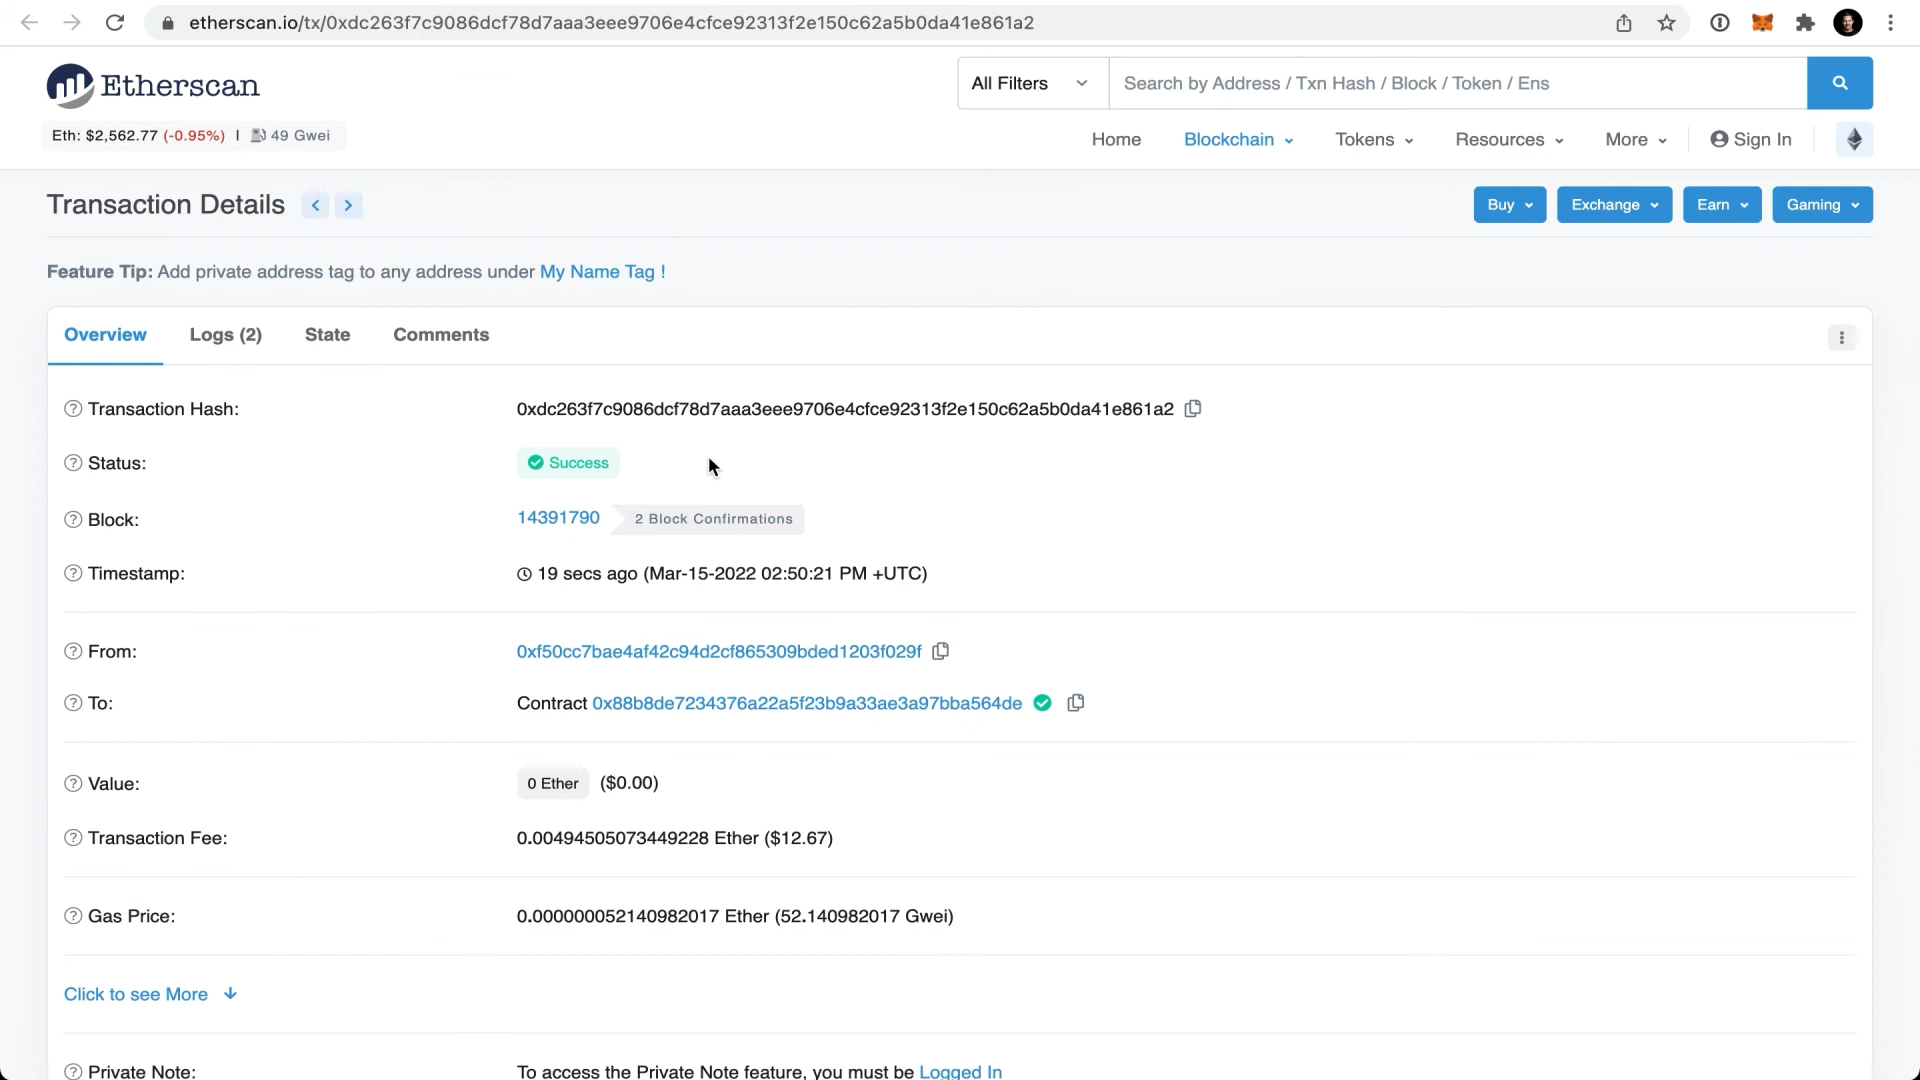 etherscan.io/tx/0xdc263f7c9086dcf78d7aaa3eee9706e4cfce92313f2e150c62a5b0da41e861a2
Etherscan
All Filters
Search by Address / Txn Hash / Block / Token / Ens
Eth: $2,562.77 (-0.95%) | 49 Gwei
Home Blockchain Tokens Resources More Sign In
Transaction Details
Buy Exchange Earn Gaming
Feature Tip: Add private address tag to any address under My Name Tag !
Overview Logs (2) State Comments
Transaction Hash: 0xdc263f7c9086dcf78d7aaa3eee9706e4cfce92313f2e150c62a5b0da41e861a2
Status: Success
Block: 14391790 2 Block Confirmations
Timestamp: 19 secs ago (Mar-15-2022 02:50:21 PM +UTC)
From: 0xf50cc7bae4af42c94d2cf865309bded1203f029f
To: Contract 0x88b8de7234376a22a5f23b9a33ae3a97bba564de
Value: 0 Ether ($0.00)
Transaction Fee: 0.00494505073449228 Ether ($12.67)
Gas Price: 0.000000052140982017 Ether (52.140982017 Gwei)
Click to see More
Private Note: To access the Private Note feature, you must be Logged In